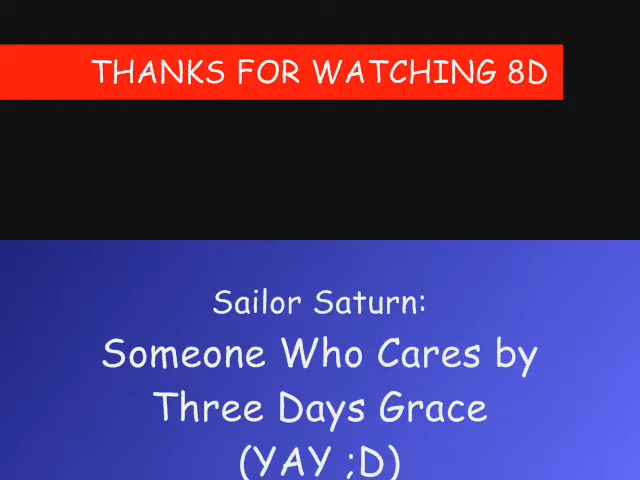 THANKS FOR WATCHING 8D
Sailor Saturn:
Someone Who Cares by
Three Days Grace
(YAY ;D)